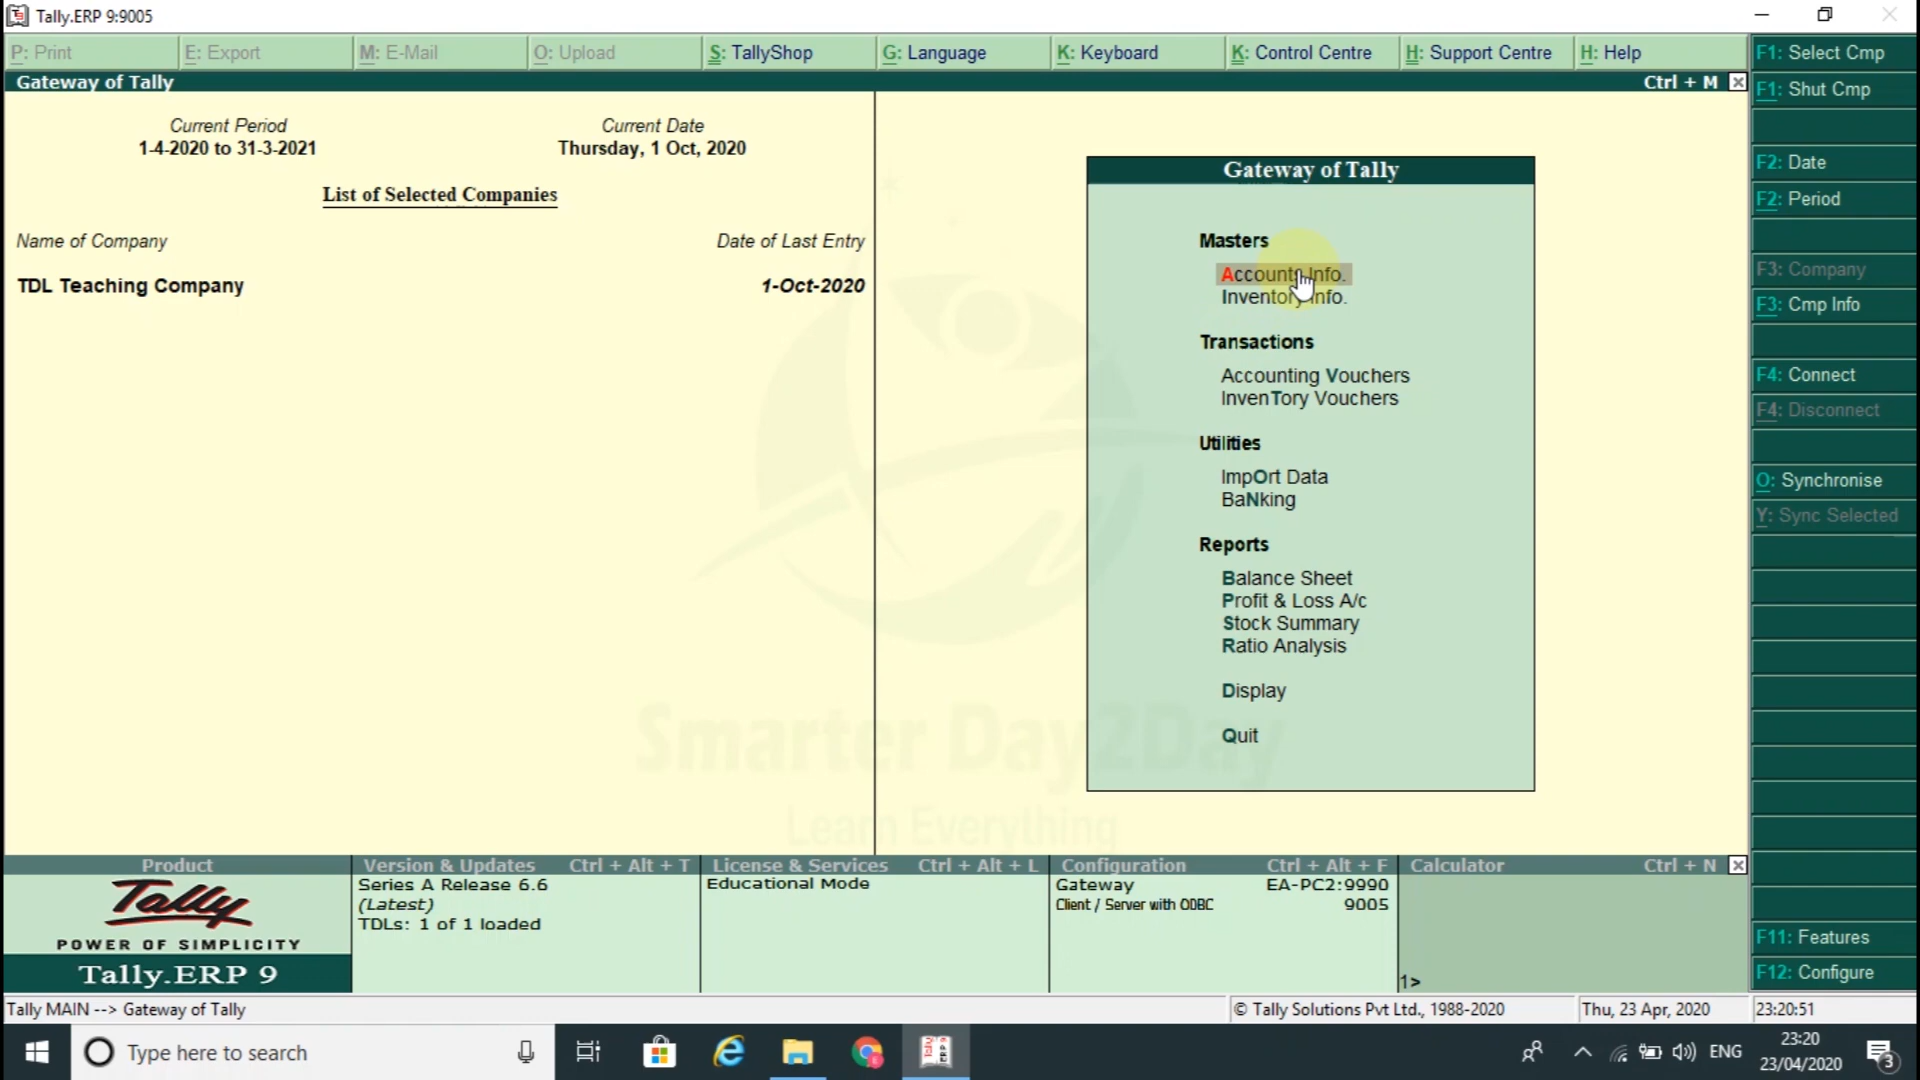 Tally.ERP 9:9005
P: Print E: Export M: E-Mail O: Upload S: TallyShop G: Language K: Keyboard K: Control Centre H: Support Centre H: Help
Gateway of Tally Ctrl + M
Current Period Current Date
1-4-2020 to 31-3-2021 Thursday, 1 Oct, 2020
List of Selected Companies
Name of Company Date of Last Entry
TDL Teaching Company 1-Oct-2020
Gateway of Tally
Masters
Accounts Info.
Inventory Info.
Transactions
Accounting Vouchers
InvenTory Vouchers
Utilities
ImpOrt Data
BaNking
Reports
Balance Sheet
Profit & Loss A/c
Stock Summary
Ratio Analysis
Display
Quit
Smarter Day2Day
Learn Everything
F1: Select Cmp
F1: Shut Cmp
F2: Date
F2: Period
F3: Company
F3: Cmp Info
F4: Connect
F4: Disconnect
O: Synchronise
Y: Sync Selected
F11: Features
F12: Configure
Product
Tally
POWER OF SIMPLICITY
Tally.ERP 9
Version & Updates Ctrl + Alt + T
Series A Release 6.6
(Latest)
TDLs: 1 of 1 loaded
License & Services Ctrl + Alt + L
Educational Mode
Configuration Ctrl + Alt + F
Gateway EA-PC2:9990
Client / Server with ODBC 9005
Calculator Ctrl + N
1>
Tally MAIN --> Gateway of Tally © Tally Solutions Pvt Ltd., 1988-2020 Thu, 23 Apr, 2020 23:20:51
Type here to search
ENG
23:20
23/04/2020
3